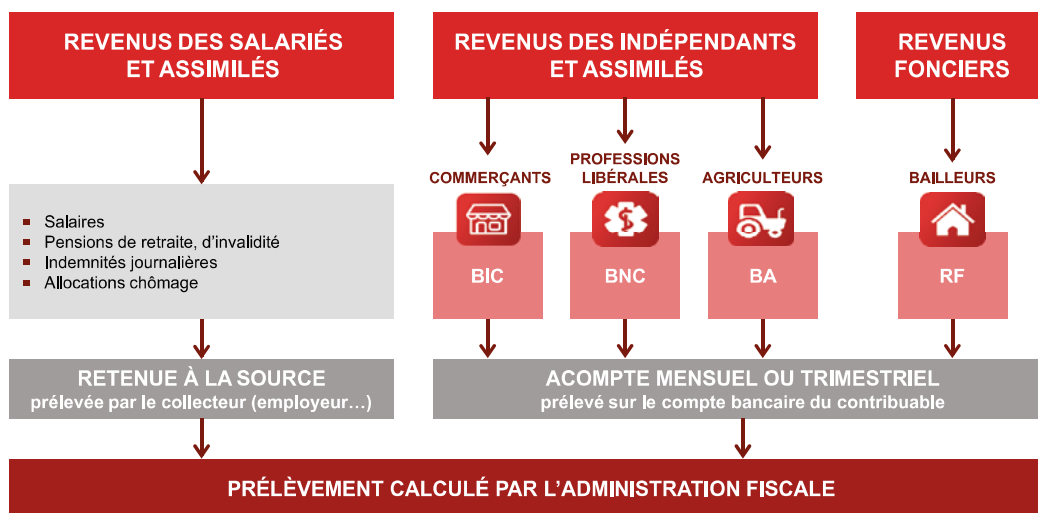 REVENUS DES SALARIÉS
ET ASSIMILÉS
REVENUS DES INDÉPENDANTS
ET ASSIMILÉS
REVENUS
FONCIERS
COMMERÇANTS
PROFESSIONS
LIBÉRALES
AGRICULTEURS
BAILLEURS
Salaires
Pensions de retraite, d'invalidité
Indemnités journalières
Allocations chômage
BIC
BNC
BA
RF
RETENUE À LA SOURCE
prélevée par le collecteur (employeur…)
ACOMPTE MENSUEL OU TRIMESTRIEL
prélevé sur le compte bancaire du contribuable
PRÉLÈVEMENT CALCULÉ PAR L'ADMINISTRATION FISCALE